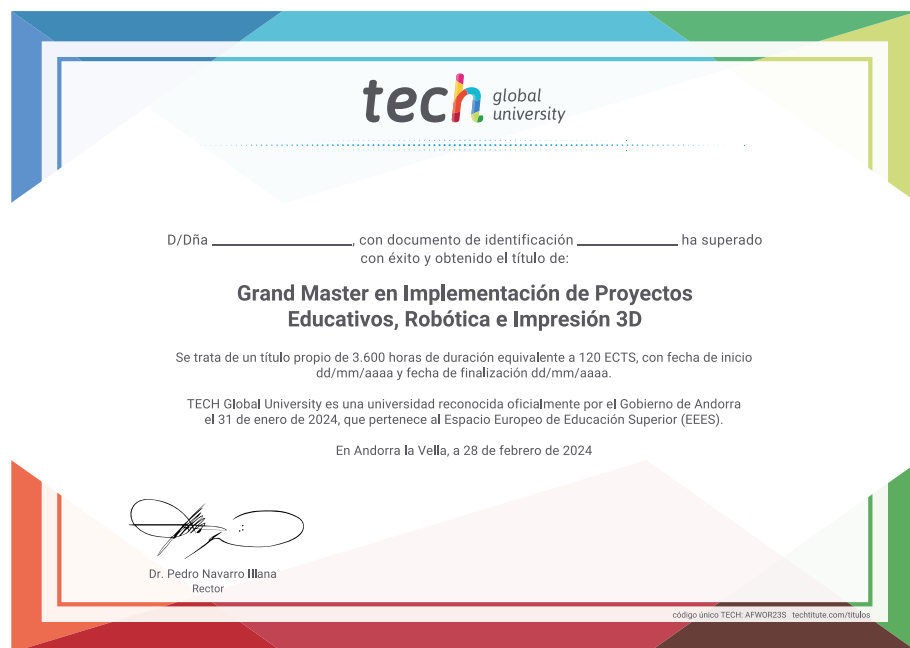 tech global
university
D/Dña ____________________, con documento de identificación ______________ ha superado
con éxito y obtenido el título de:
Grand Master en Implementación de Proyectos
Educativos, Robótica e Impresión 3D
Se trata de un título propio de 3.600 horas de duración equivalente a 120 ECTS, con fecha de inicio
dd/mm/aaaa y fecha de finalización dd/mm/aaaa.
TECH Global University es una universidad reconocida oficialmente por el Gobierno de Andorra
el 31 de enero de 2024, que pertenece al Espacio Europeo de Educación Superior (EEES).
En Andorra la Vella, a 28 de febrero de 2024
Dr. Pedro Navarro Illana
Rector
código único TECH: AFWOR23S techtitute.com/titulos